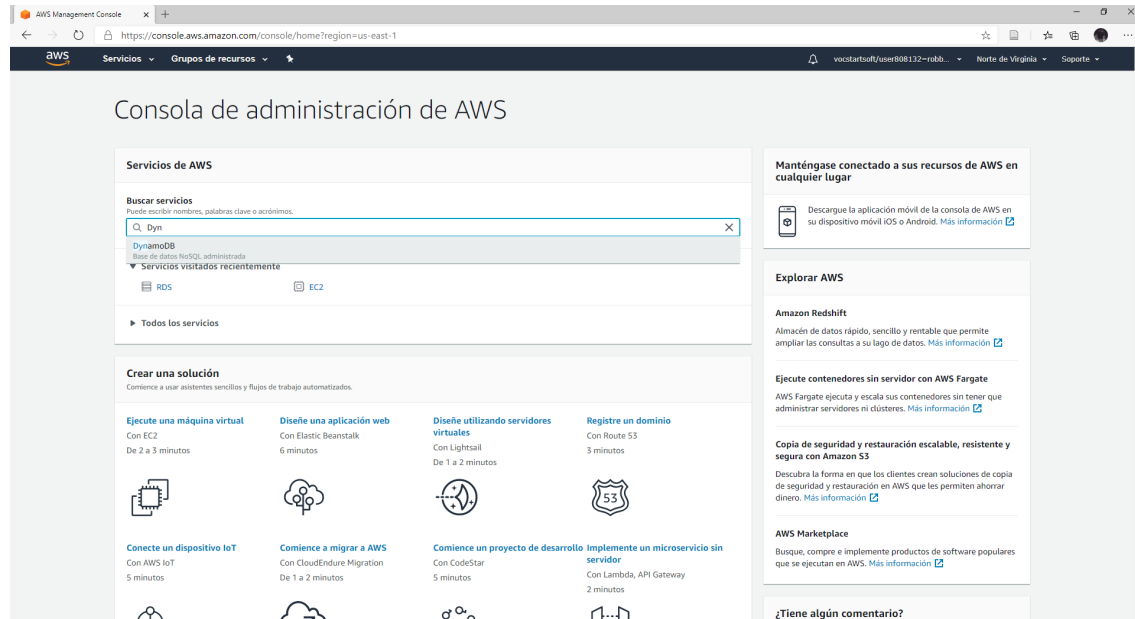 AWS Management Console
https://console.aws.amazon.com/console/home?region=us-east-1
aws
Servicios
Grupos de recursos
vocstartsoft/user808132=robb...
Norte de Virginia
Soporte
Consola de administración de AWS
Servicios de AWS
Buscar servicios
Puede escribir nombres, palabras clave o acrónimos.
Dyn
DynamoDB
Base de datos NoSQL administrada
Servicios visitados recientemente
RDS
EC2
Todos los servicios
Crear una solución
Comience a usar asistentes sencillos y flujos de trabajo automatizados.
Ejecute una máquina virtual
Con EC2
De 2 a 3 minutos
Diseñe una aplicación web
Con Elastic Beanstalk
6 minutos
Diseñe utilizando servidores
virtuales
Con Lightsail
De 1 a 2 minutos
Registre un dominio
Con Route 53
3 minutos
53
Conecte un dispositivo IoT
Con AWS IoT
5 minutos
Comience a migrar a AWS
Con CloudEndure Migration
De 1 a 2 minutos
Comience un proyecto de desarrollo
Con CodeStar
5 minutos
Implemente un microservicio sin
servidor
Con Lambda, API Gateway
2 minutos
Manténgase conectado a sus recursos de AWS en
cualquier lugar
Descargue la aplicación móvil de la consola de AWS en
su dispositivo móvil iOS o Android. Más información
Explorar AWS
Amazon Redshift
Almacén de datos rápido, sencillo y rentable que permite
ampliar las consultas a su lago de datos. Más información
Ejecute contenedores sin servidor con AWS Fargate
AWS Fargate ejecuta y escala sus contenedores sin tener que
administrar servidores ni clústeres. Más información
Copia de seguridad y restauración escalable, resistente y
segura con Amazon S3
Descubra la forma en que los clientes crean soluciones de copia
de seguridad y restauración en AWS que les permiten ahorrar
dinero. Más información
AWS Marketplace
Busque, compre e implemente productos de software populares
que se ejecutan en AWS. Más información
¿Tiene algún comentario?